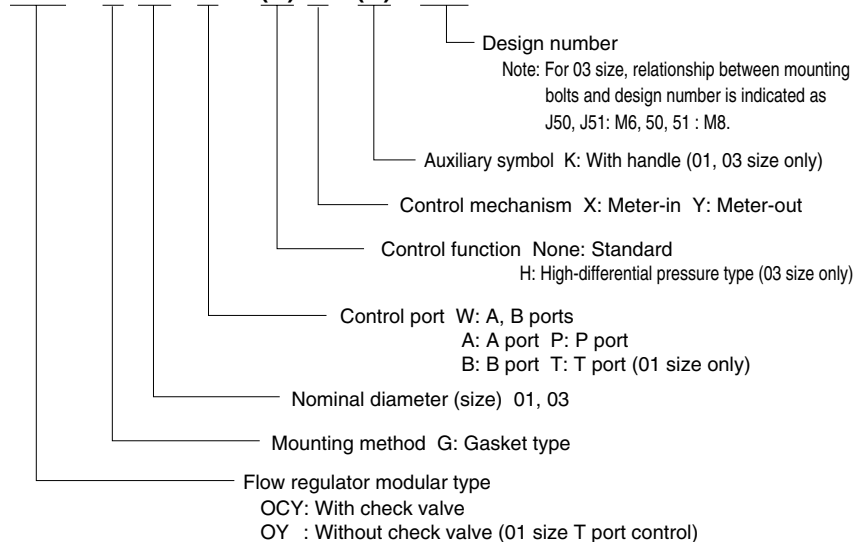 Design number
Note: For 03 size, relationship between mounting
bolts and design number is indicated as
J50, J51: M6, 50, 51 : M8.
Auxiliary symbol K: With handle (01, 03 size only)
Control mechanism X: Meter-in Y: Meter-out
Control function None: Standard
H: High-differential pressure type (03 size only)
Control port W: A, B ports
A: A port P: P port
B: B port T: T port (01 size only)
Nominal diameter (size) 01, 03
Mounting method G: Gasket type
Flow regulator modular type
OCY: With check valve
OY : Without check valve (01 size T port control)